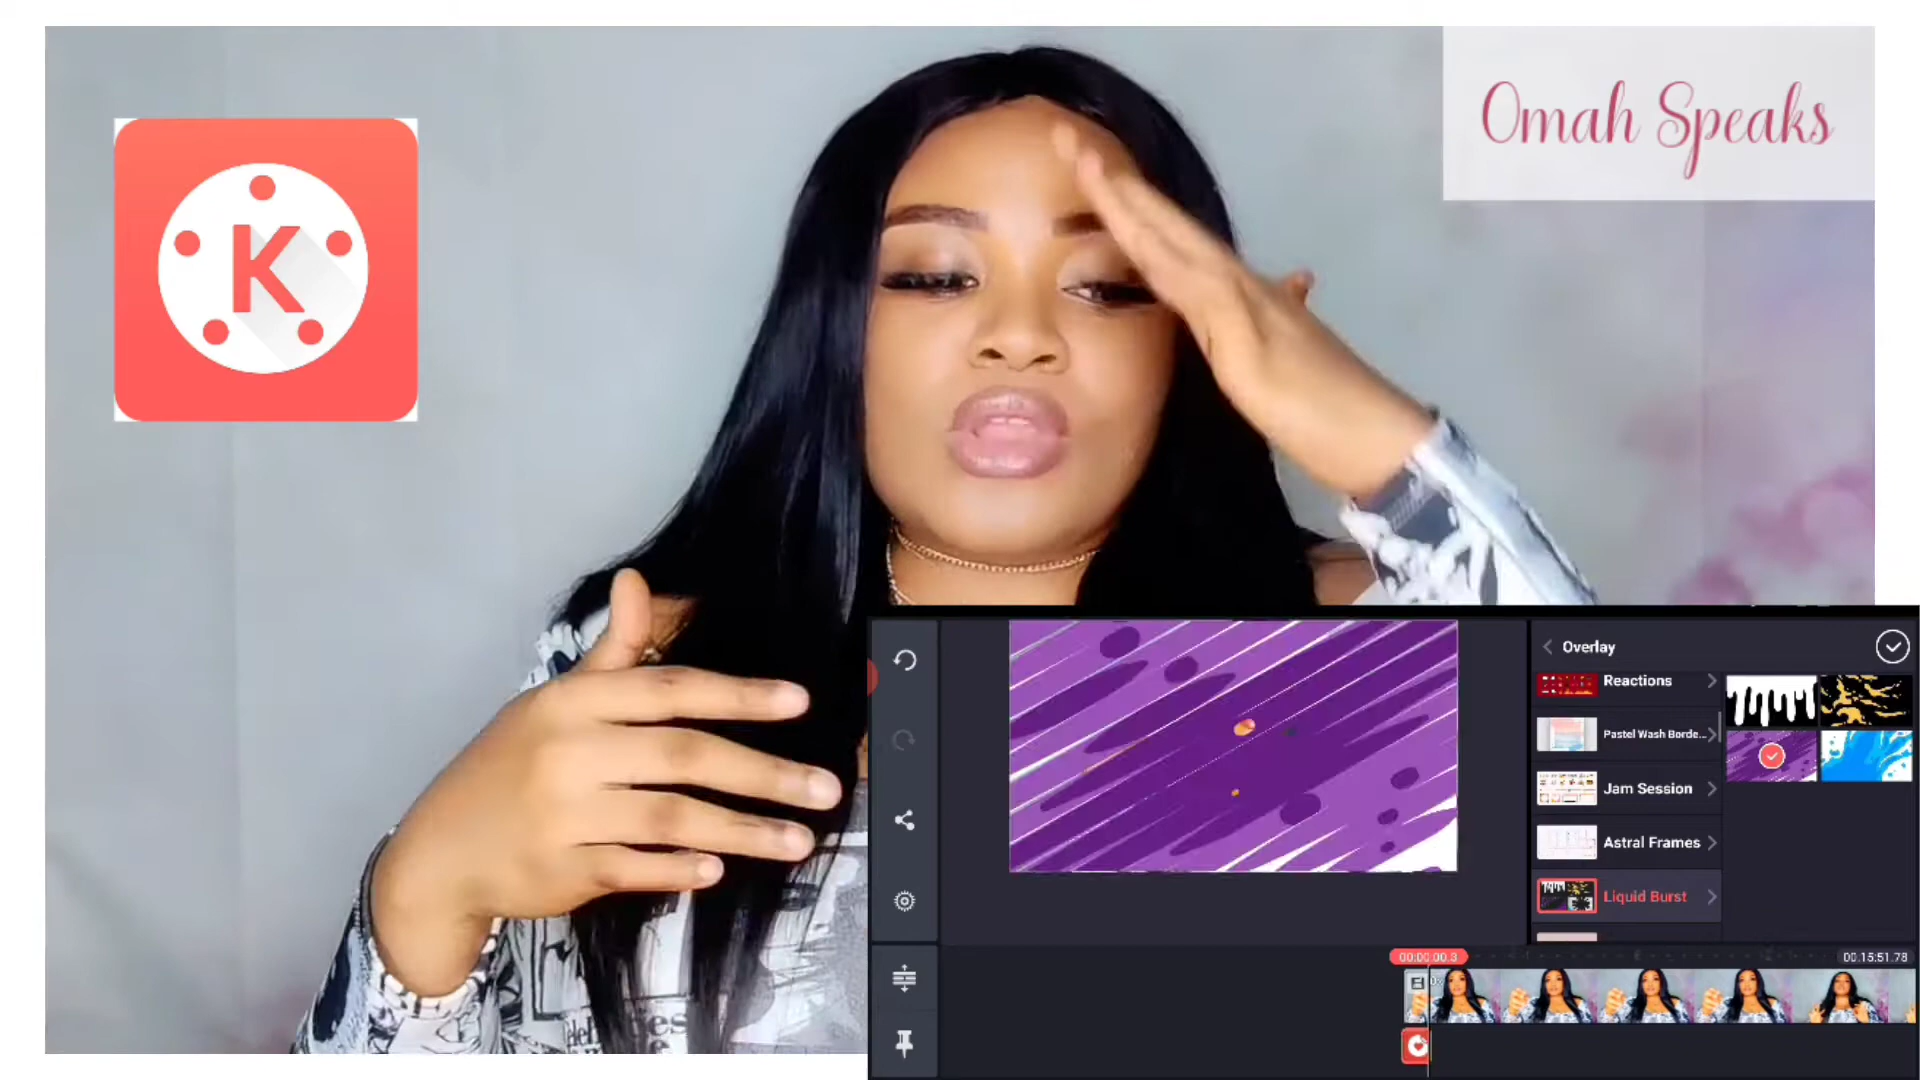 Omah Speaks
K
Overlay
Reactions
Pastel Wash Borde...
Jam Session
Astral Frames
Liquid Burst
00:00:00.3
00:15:51.78